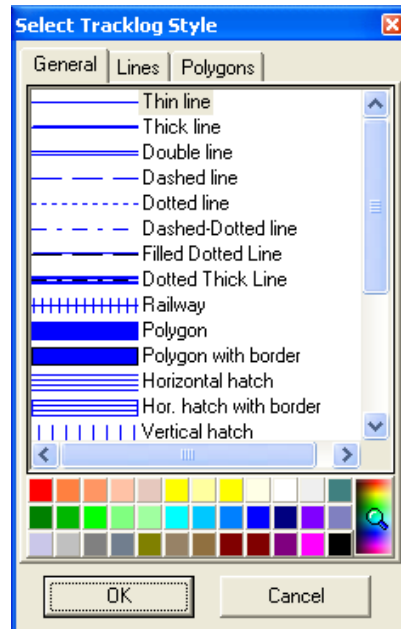 Select Tracklog Style
General Lines Polygons
Thin line
Thick line
Double line
Dashed line
Dotted line
Dashed-Dotted line
Filled Dotted Line
Dotted Thick Line
Railway
Polygon
Polygon with border
Horizontal hatch
Hor. hatch with border
Vertical hatch
OK Cancel